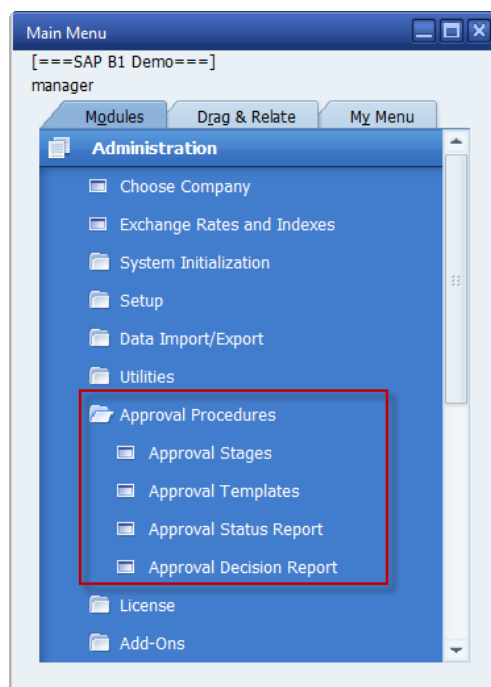 Main Menu
[===SAP B1 Demo===]
manager
Modules Drag & Relate My Menu
Administration
Choose Company
Exchange Rates and Indexes
System Initialization
Setup
Data Import/Export
Utilities
Approval Procedures
Approval Stages
Approval Templates
Approval Status Report
Approval Decision Report
License
Add-Ons